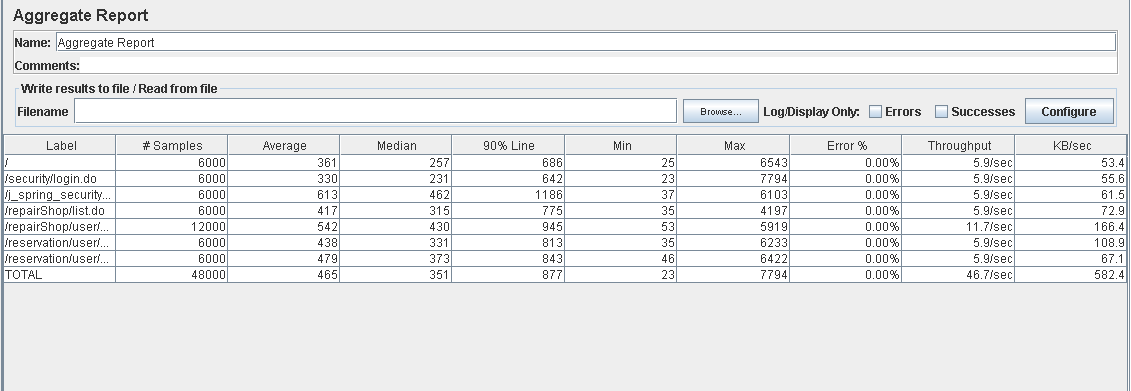 Aggregate Report
Name: Aggregate Report
Comments:
Write results to file / Read from file
Filename Browse... Log/Display Only: Errors Successes Configure
Label # Samples Average Median 90% Line Min Max Error % Throughput KB/sec
/ 6000 361 257 686 25 6543 0.00% 5.9/sec 53.4
/security/login.do 6000 330 231 642 23 7794 0.00% 5.9/sec 55.6
/j_spring_security... 6000 613 462 1186 37 6103 0.00% 5.9/sec 61.5
/repairShop/list.do 6000 417 315 775 35 4197 0.00% 5.9/sec 72.9
/repairShop/user/... 12000 542 430 945 53 5919 0.00% 11.7/sec 166.4
/reservation/user/... 6000 438 331 813 35 6233 0.00% 5.9/sec 108.9
/reservation/user/... 6000 479 373 843 46 6422 0.00% 5.9/sec 67.1
TOTAL 48000 465 351 877 23 7794 0.00% 46.7/sec 582.4